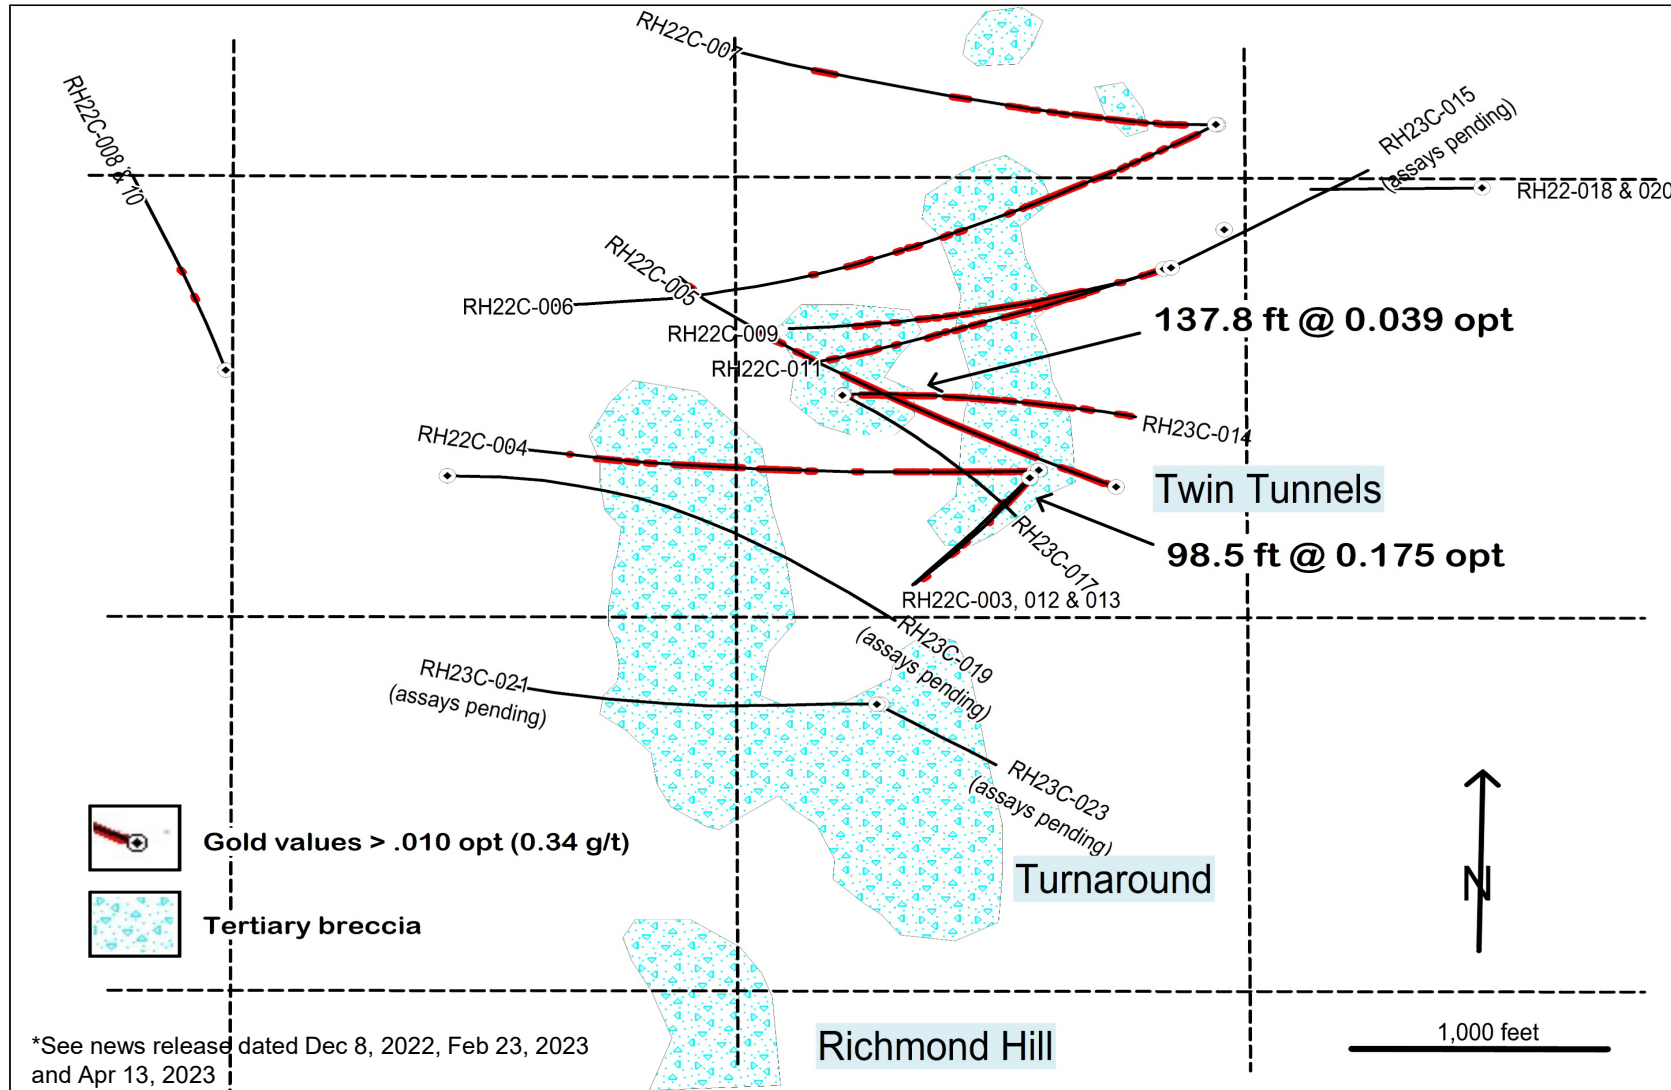 RH22C-007
RH22C-008 & 10
RH23C-015
(assays pending)
RH22-018 & 020
RH22C-005
RH22C-006
RH22C-009
137.8 ft @ 0.039 opt
RH22C-011
RH22C-004
RH23C-014
Twin Tunnels
98.5 ft @ 0.175 opt
RH23C-017
RH22C-003, 012 & 013
RH23C-019
(assays pending)
RH23C-021
(assays pending)
RH23C-023
(assays pending)
Gold values > .010 opt (0.34 g/t)
Turnaround
N
Tertiary breccia
*See news release dated Dec 8, 2022, Feb 23, 2023
and Apr 13, 2023
Richmond Hill
1,000 feet